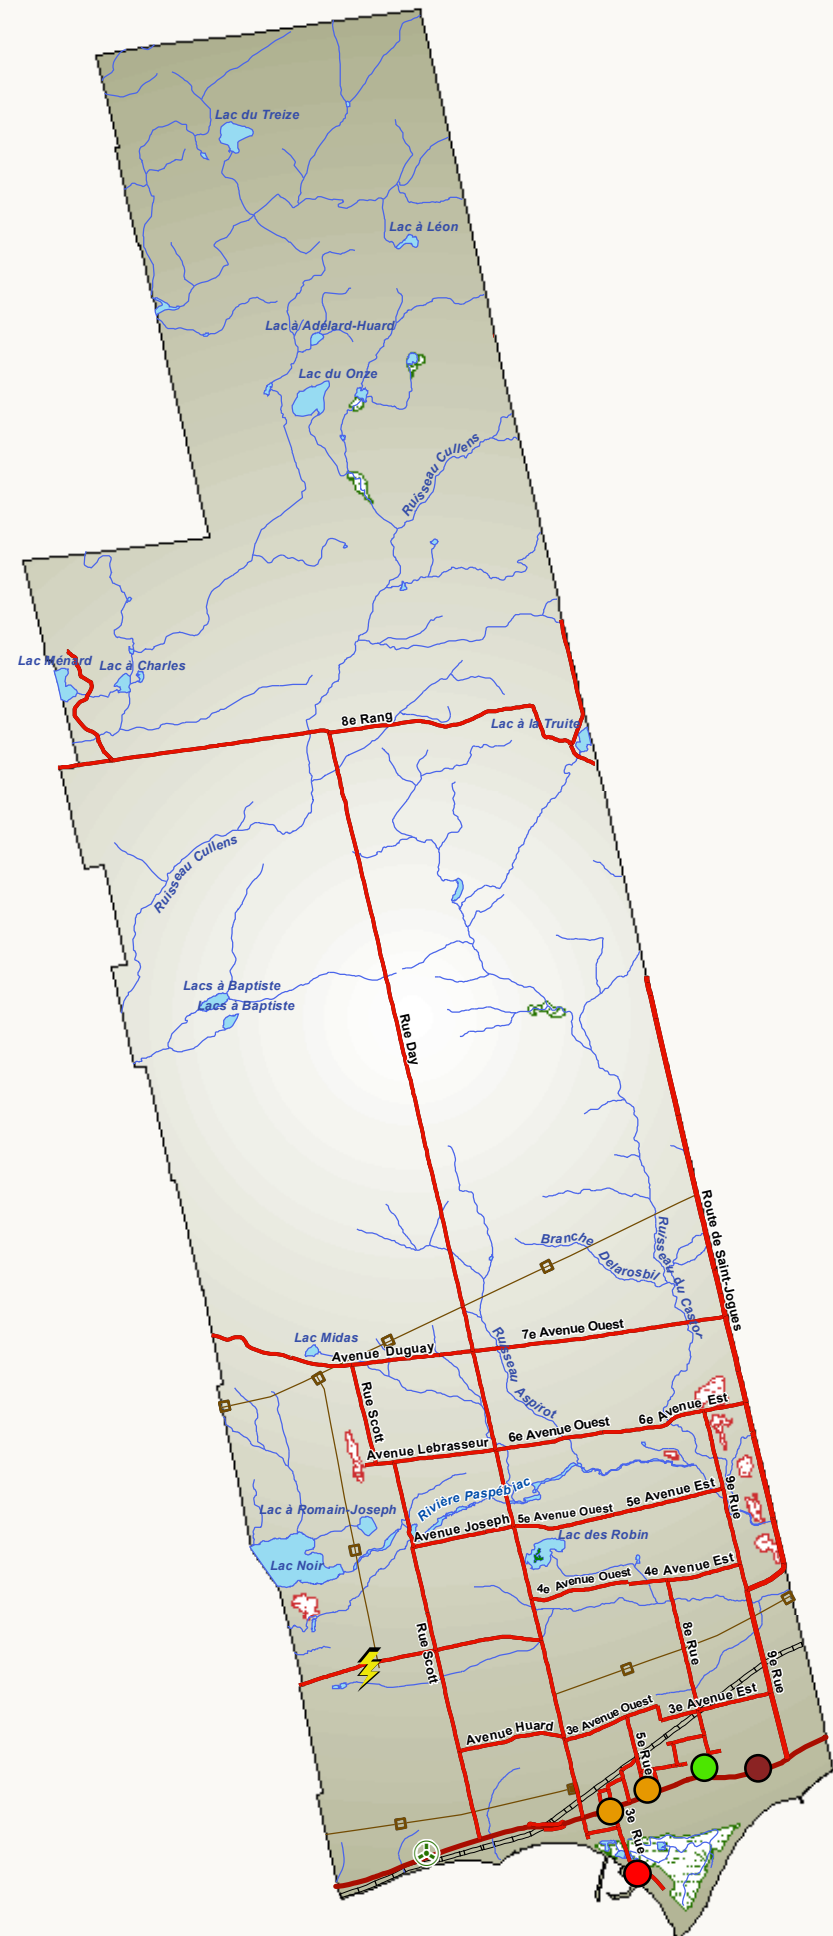 Lac du Treize
Lac à Léon
Lac à Adélard-Huard
Lac du Onze
Ruisseau Cullens
Lac Ménard
Lac à Charles
8e Rang
Lac à la Truite
Ruisseau Cullens
Lacs à Baptiste
Lacs à Baptiste
Rue Day
Route de Saint-Jogues
Branche Delarosbil
Ruisseau du Castor
Lac Midas
Avenue Duguay
7e Avenue Ouest
Ruisseau Aspirot
Rue Scott
6e Avenue Est
6e Avenue Ouest
Avenue Lebrasseur
9e Rue
Rivière Paspébiac
5e Avenue Est
5e Avenue Ouest
Avenue Joseph
Lac à Romain-Joseph
Lac des Robin
Lac Noir
4e Avenue Est
4e Avenue Ouest
Rue Scott
8e Rue
9e Rue
3e Avenue Est
3e Avenue Ouest
Avenue Huard
5e Rue
3e Rue